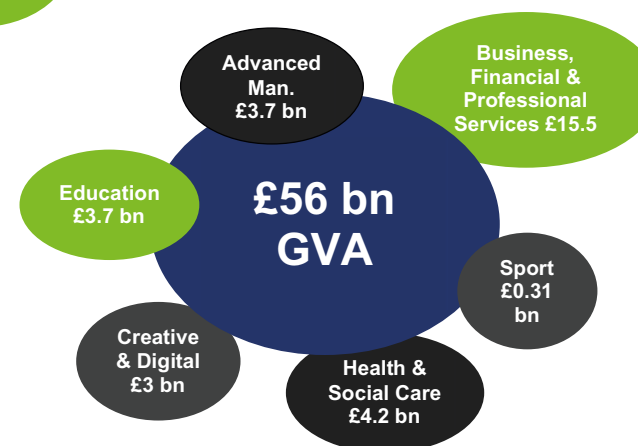 Advanced
Man.
£3.7 bn
Business,
Financial &
Professional
Services £15.5
Education
£3.7 bn
£56 bn
GVA
Sport
£0.31
bn
Creative
& Digital
£3 bn
Health &
Social Care
£4.2 bn